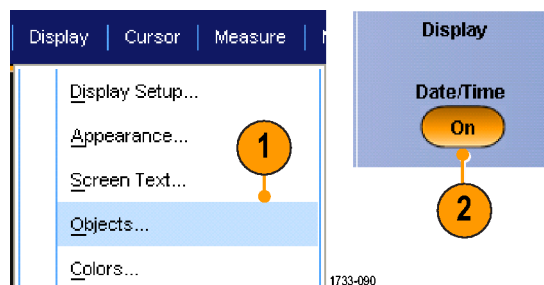 Display Cursor Measure
Display Setup...
Appearance...
1
Screen Text...
Objects...
Colors...
Display
Date/Time
On
2
1733-090